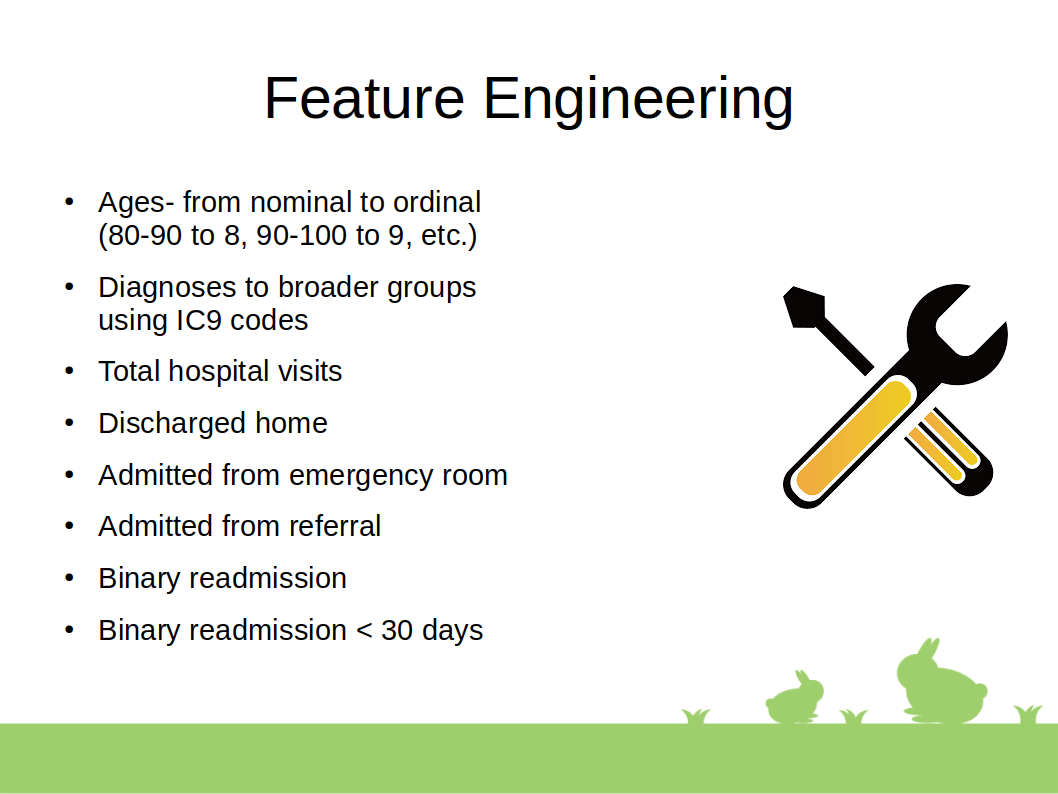 Feature Engineering
• Ages- from nominal to ordinal
(80-90 to 8, 90-100 to 9, etc.)
• Diagnoses to broader groups
using IC9 codes
• Total hospital visits
• Discharged home
• Admitted from emergency room
• Admitted from referral
• Binary readmission
• Binary readmission < 30 days